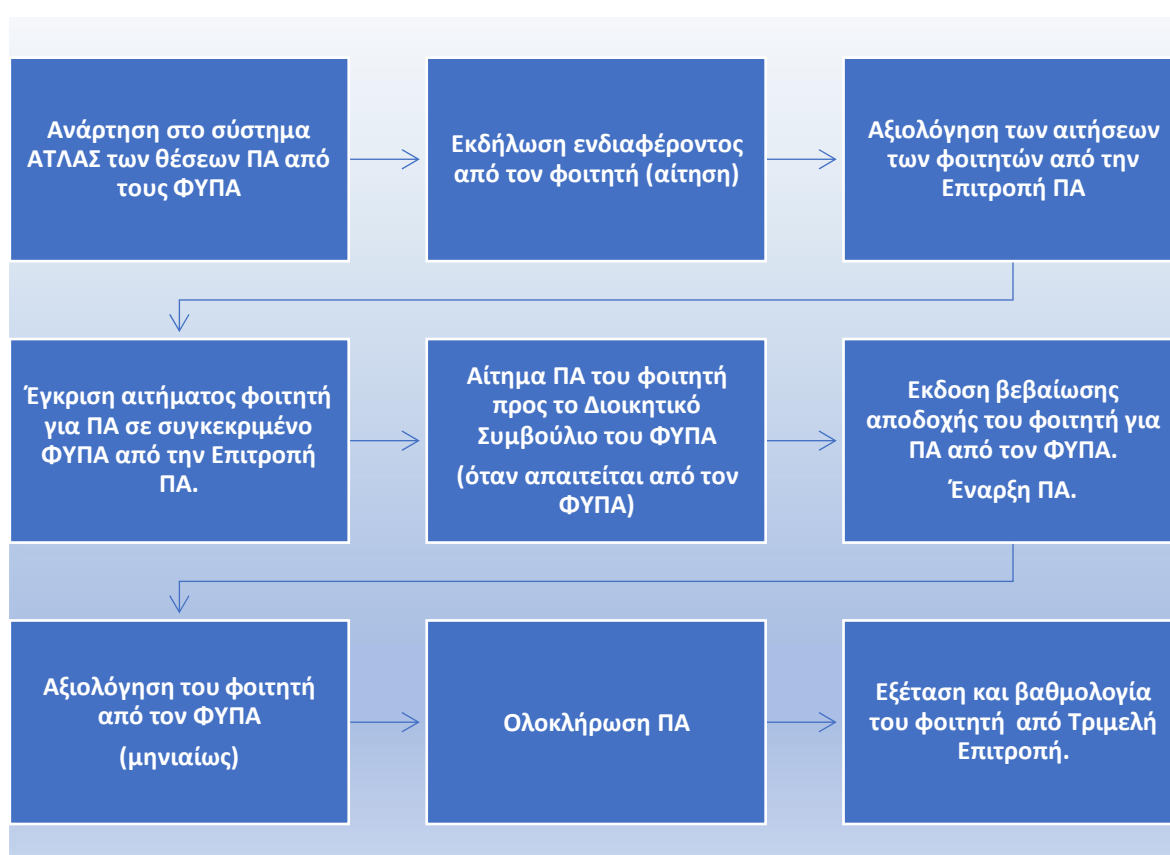 Ανάρτηση στο σύστημα
ΑΤΛΑΣ των θέσεων ΠΑ από
τους ΦΥΠΑ
Εκδήλωση ενδιαφέροντος
από τον φοιτητή (αίτηση)
Αξιολόγηση των αιτήσεων
των φοιτητών από την
Επιτροπή ΠΑ
Έγκριση αιτήματος φοιτητή
για ΠΑ σε συγκεκριμένο
ΦΥΠΑ από την Επιτροπή
ΠΑ.
Αίτημα ΠΑ του φοιτητή
προς το Διοικητικό
Συμβούλιο του ΦΥΠΑ
(όταν απαιτείται από τον
ΦΥΠΑ)
Εκδοση βεβαίωσης
αποδοχής του φοιτητή για
ΠΑ από τον ΦΥΠΑ.
Έναρξη ΠΑ.
Αξιολόγηση του φοιτητή
από τον ΦΥΠΑ
(μηνιαίως)
Ολοκλήρωση ΠΑ
Εξέταση και βαθμολογία
του φοιτητή  από Τριμελή
Επιτροπή.